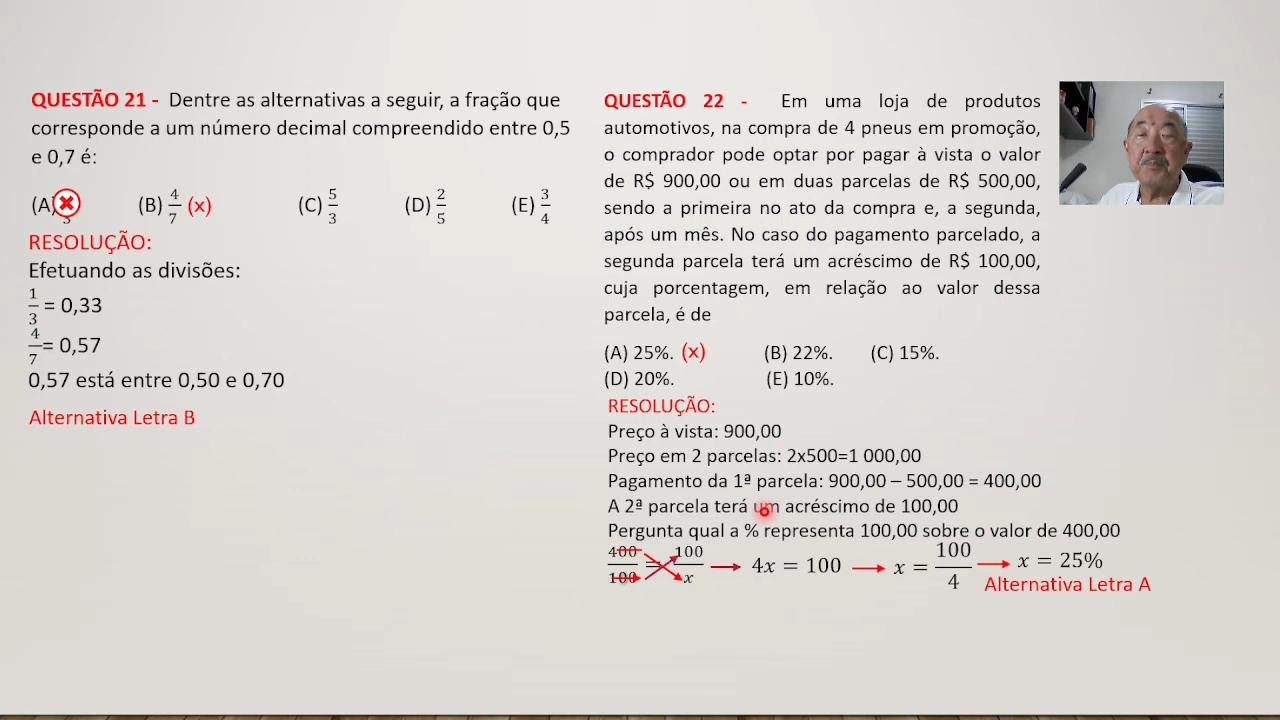 QUESTÃO 21 - Dentre as alternativas a seguir, a fração que
corresponde a um número decimal compreendido entre 0,5
e 0,7 é:
(A) 3 (B) 4/7 (x) (C) 5/3 (D) 2/5 (E) 3/4
RESOLUÇÃO:
Efetuando as divisões:
1/3 = 0,33
4/7 = 0,57
0,57 está entre 0,50 e 0,70
Alternativa Letra B
QUESTÃO 22 - Em uma loja de produtos
automotivos, na compra de 4 pneus em promoção,
o comprador pode optar por pagar à vista o valor
de R$ 900,00 ou em duas parcelas de R$ 500,00,
sendo a primeira no ato da compra e, a segunda,
após um mês. No caso do pagamento parcelado, a
segunda parcela terá um acréscimo de R$ 100,00,
cuja porcentagem, em relação ao valor dessa
parcela, é de
(A) 25%. (x) (B) 22%. (C) 15%.
(D) 20%. (E) 10%.
RESOLUÇÃO:
Preço à vista: 900,00
Preço em 2 parcelas: 2x500=1 000,00
Pagamento da 1ª parcela: 900,00 – 500,00 = 400,00
A 2ª parcela terá um acréscimo de 100,00
Pergunta qual a % representa 100,00 sobre o valor de 400,00
400/100 = 100/x → 4x = 100 → x = 100/4 → x = 25%
Alternativa Letra A